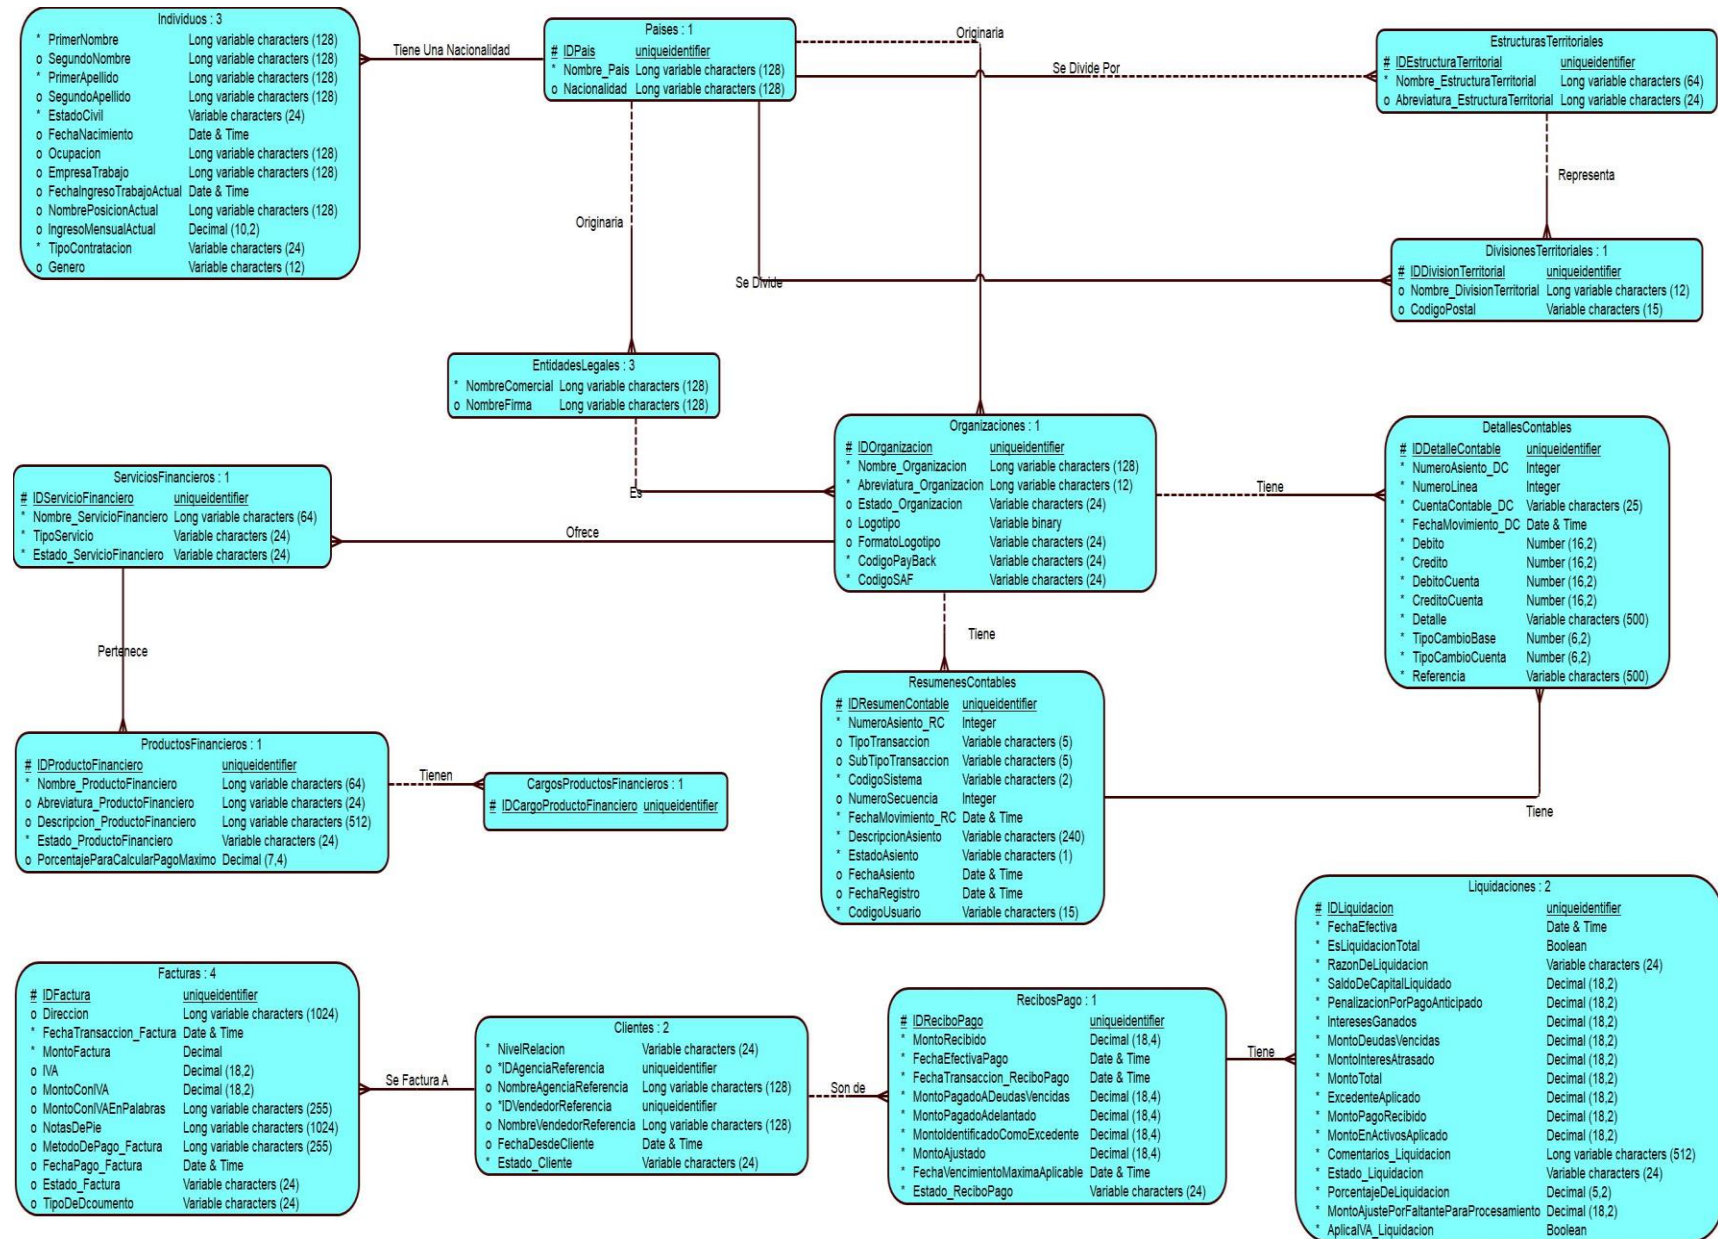 Individuos : 3
* PrimerNombre Long variable characters (128)
o SegundoNombre Long variable characters (128)
* PrimerApellido Long variable characters (128)
o SegundoApellido Long variable characters (128)
* EstadoCivil Variable characters (24)
o FechaNacimiento Date & Time
o Ocupacion Long variable characters (128)
o EmpresaTrabajo Long variable characters (128)
o FechaIngresoTrabajoActual Date & Time
o NombrePosicionActual Long variable characters (128)
o IngresoMensualActual Decimal (10,2)
* TipoContratacion Variable characters (24)
o Genero Variable characters (12)
Tiene Una Nacionalidad
Paises : 1
# IDPais uniqueidentifier
* Nombre_Pais Long variable characters (128)
o Nacionalidad Long variable characters (128)
Originaria
Se Divide Por
EstructurasTerritoriales
# IDEstructuraTerritorial uniqueidentifier
* Nombre_EstructuraTerritorial Long variable characters (64)
o Abreviatura_EstructuraTerritorial Long variable characters (24)
Representa
Originaria
Se Divide
DivisionesTerritoriales : 1
# IDDivisionTerritorial uniqueidentifier
o Nombre_DivisionTerritorial Long variable characters (12)
o CodigoPostal Variable characters (15)
EntidadesLegales : 3
* NombreComercial Long variable characters (128)
o NombreFirma Long variable characters (128)
Es
Organizaciones : 1
# IDOrganizacion uniqueidentifier
* Nombre_Organizacion Long variable characters (128)
* Abreviatura_Organizacion Long variable characters (12)
o Estado_Organizacion Variable characters (24)
o Logotipo Variable binary
o FormatoLogotipo Variable characters (24)
* CodigoPayBack Variable characters (24)
* CodigoSAF Variable characters (24)
Tiene
DetallesContables
# IDDetalleContable uniqueidentifier
* NumeroAsiento_DC Integer
* NumeroLinea Integer
* CuentaContable_DC Variable characters (25)
* FechaMovimiento_DC Date & Time
* Debito Number (16,2)
* Credito Number (16,2)
* DebitoCuenta Number (16,2)
* CreditoCuenta Number (16,2)
* Detalle Variable characters (500)
* TipoCambioBase Number (6,2)
* TipoCambioCuenta Number (6,2)
* Referencia Variable characters (500)
ServiciosFinancieros : 1
# IDServicioFinanciero uniqueidentifier
* Nombre_ServicioFinanciero Long variable characters (64)
* TipoServicio Variable characters (24)
* Estado_ServicioFinanciero Variable characters (24)
Ofrece
Pertenece
Tiene
ResumenesContables
# IDResumenContable uniqueidentifier
* NumeroAsiento_RC Integer
o TipoTransaccion Variable characters (5)
o SubTipoTransaccion Variable characters (5)
* CodigoSistema Variable characters (2)
o NumeroSecuencia Integer
* FechaMovimiento_RC Date & Time
* DescripcionAsiento Variable characters (240)
* EstadoAsiento Variable characters (1)
o FechaAsiento Date & Time
o FechaRegistro Date & Time
* CodigoUsuario Variable characters (15)
Tiene
ProductosFinancieros : 1
# IDProductoFinanciero uniqueidentifier
* Nombre_ProductoFinanciero Long variable characters (64)
o Abreviatura_ProductoFinanciero Long variable characters (24)
o Descripcion_ProductoFinanciero Long variable characters (512)
* Estado_ProductoFinanciero Variable characters (24)
o PorcentajeParaCalcularPagoMaximo Decimal (7,4)
Tienen
CargosProductosFinancieros : 1
# IDCargoProductoFinanciero uniqueidentifier
Facturas : 4
# IDFactura uniqueidentifier
o Direccion Long variable characters (1024)
* FechaTransaccion_Factura Date & Time
* MontoFactura Decimal
o IVA Decimal (18,2)
o MontoConIVA Decimal (18,2)
o MontoConIVAEnPalabras Long variable characters (255)
o NotasDePie Long variable characters (1024)
o MetodoDePago_Factura Long variable characters (255)
o FechaPago_Factura Date & Time
o Estado_Factura Variable characters (24)
o TipoDeDcoumento Variable characters (24)
Se Factura A
Clientes : 2
* NivelRelacion Variable characters (24)
o *IDAgenciaReferencia uniqueidentifier
o NombreAgenciaReferencia Long variable characters (128)
o *IDVendedorReferencia uniqueidentifier
o NombreVendedorReferencia Long variable characters (128)
o FechaDesdeCliente Date & Time
* Estado_Cliente Variable characters (24)
Son de
RecibosPago : 1
# IDReciboPago uniqueidentifier
* MontoRecibido Decimal (18,4)
* FechaEfectivaPago Date & Time
* FechaTransaccion_ReciboPago Date & Time
* MontoPagadoADeudasVencidas Decimal (18,4)
* MontoPagadoAdelantado Decimal (18,4)
* MontoIdentificadoComoExcedente Decimal (18,4)
* MontoAjustado Decimal (18,4)
* FechaVencimientoMaximaAplicable Date & Time
* Estado_ReciboPago Variable characters (24)
Tiene
Liquidaciones : 2
# IDLiquidacion uniqueidentifier
* FechaEfectiva Date & Time
* EsLiquidacionTotal Boolean
* RazonDeLiquidacion Variable characters (24)
* SaldoDeCapitalLiquidado Decimal (18,2)
* PenalizacionPorPagoAnticipado Decimal (18,2)
* InteresesGanados Decimal (18,2)
* MontoDeudasVencidas Decimal (18,2)
* MontoInteresAtrasado Decimal (18,2)
* MontoTotal Decimal (18,2)
* ExcedenteAplicado Decimal (18,2)
* MontoPagoRecibido Decimal (18,2)
* MontoEnActivosAplicado Decimal (18,2)
* Comentarios_Liquidacion Long variable characters (512)
* Estado_Liquidacion Variable characters (24)
* PorcentajeDeLiquidacion Decimal (5,2)
* MontoAjustePorFaltanteParaProcesamiento Decimal (18,2)
* AplicaIVA_Liquidacion Boolean